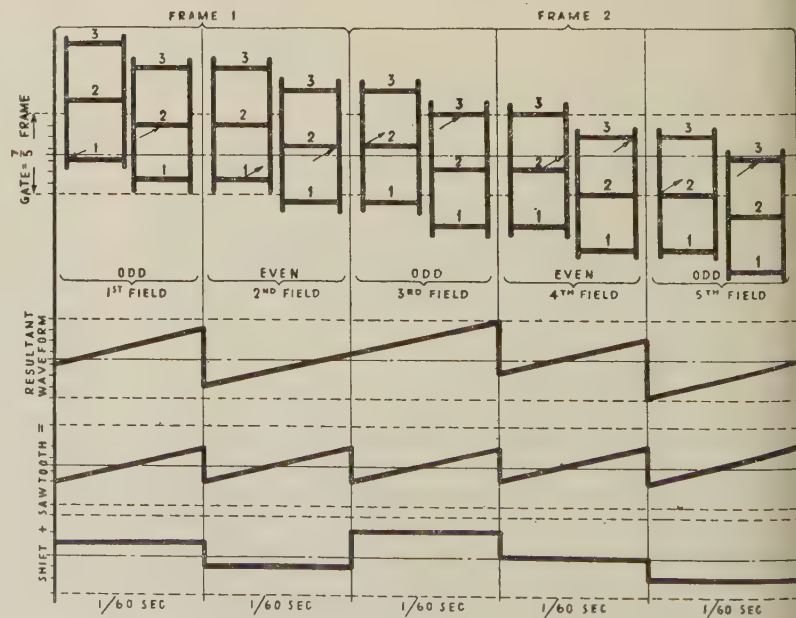 FRAME 1
FRAME 2
3 3 3 3 3 3 3 3 3 3
2 2 2 2 2 2 2 2 2 2
1 1 1 1 1 1 1 1 1 1
GATE = 7/5 FRAME
ODD EVEN ODD EVEN ODD
1ST FIELD 2ND FIELD 3RD FIELD 4TH FIELD 5TH FIELD
RESULTANT
WAVEFORM
SHIFT + SAWTOOTH =
1/60 SEC 1/60 SEC 1/60 SEC 1/60 SEC 1/60 SEC